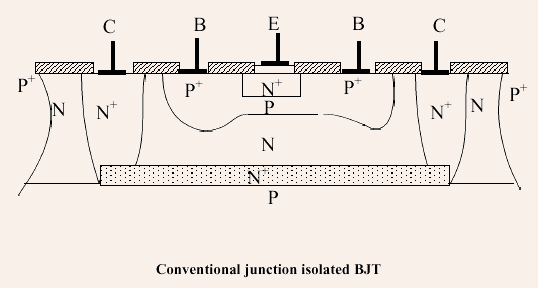 C B E B C
P⁺ P⁺ N⁺ P⁺ P⁺
N N⁺ P N⁺ N
N
N⁺
P
Conventional junction isolated BJT